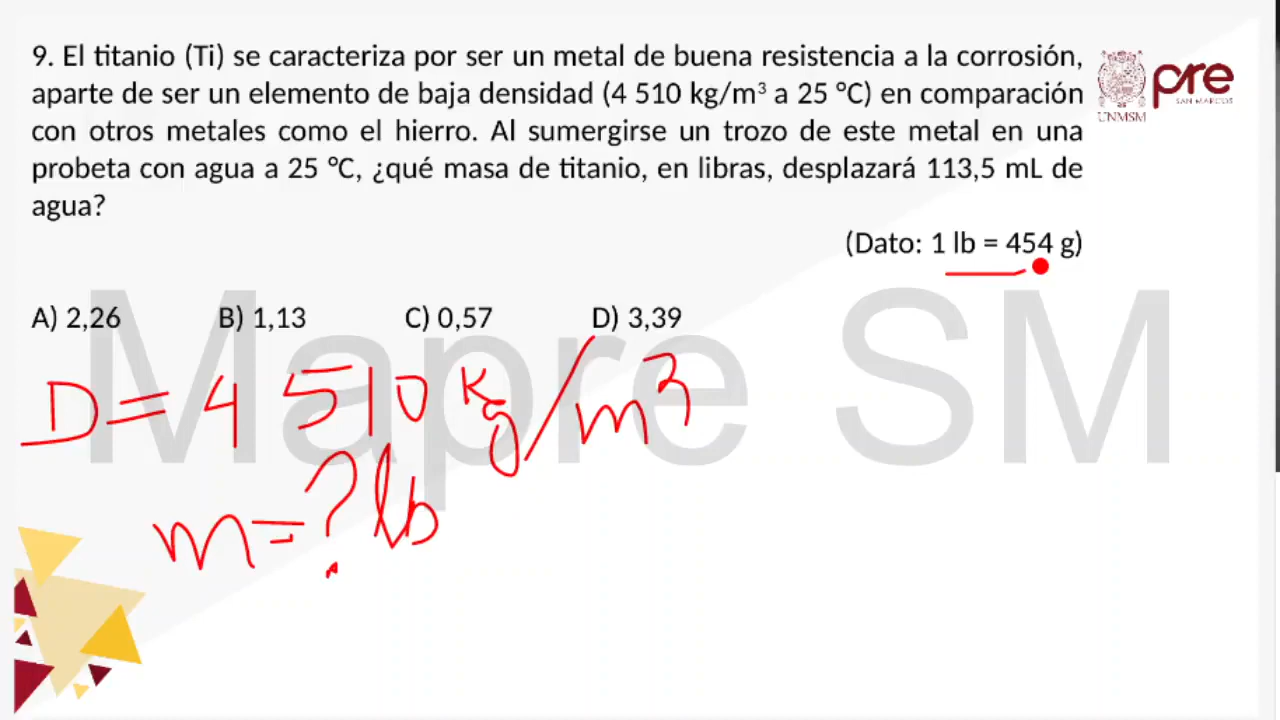 9. El titanio (Ti) se caracteriza por ser un metal de buena resistencia a la corrosión,
aparte de ser un elemento de baja densidad (4 510 kg/m³ a 25 °C) en comparación
con otros metales como el hierro. Al sumergirse un trozo de este metal en una
probeta con agua a 25 °C, ¿qué masa de titanio, en libras, desplazará 113,5 mL de
agua?
(Dato: 1 lb = 454 g)
A) 2,26 B) 1,13 C) 0,57 D) 3,39
D = 4 510 kg/m³
m = ? lb
Mapre SM
UNMSM
pre
SAN MARCOS